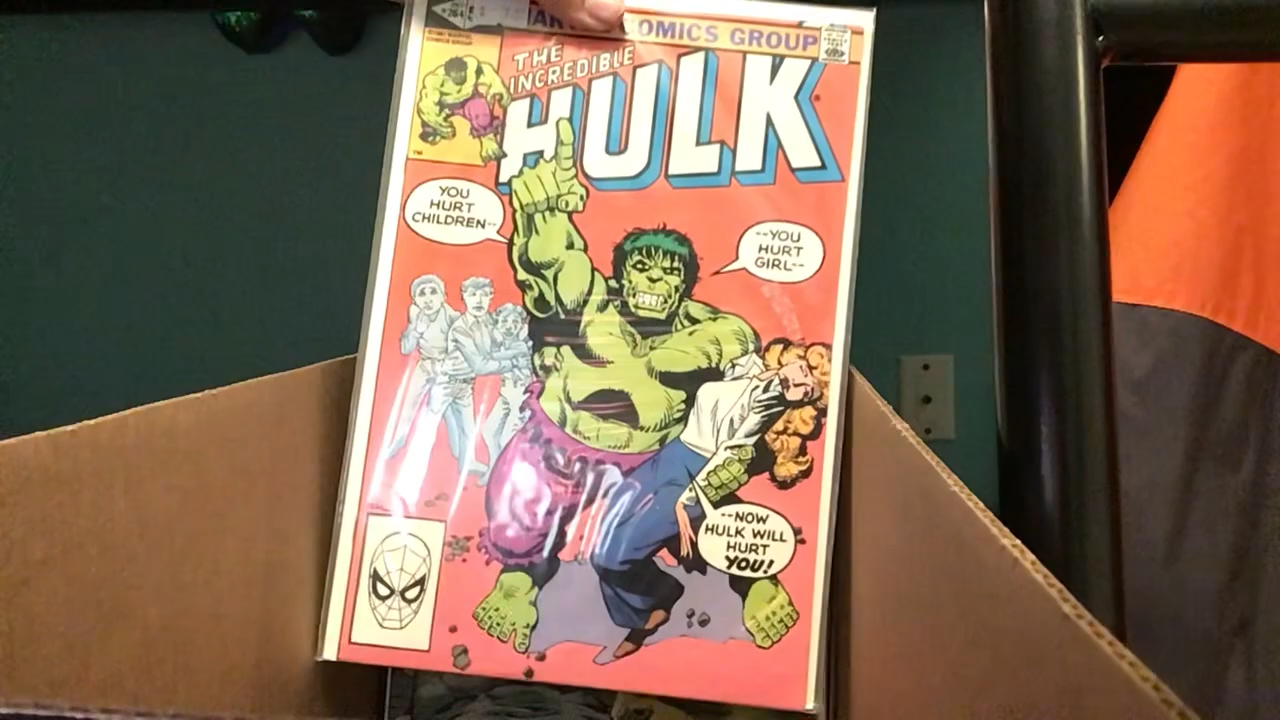 COMICS GROUP
THE
INCREDIBLE
HULK
YOU
HURT
CHILDREN--
--YOU
HURT
GIRL--
--NOW
HULK WILL
HURT
YOU!